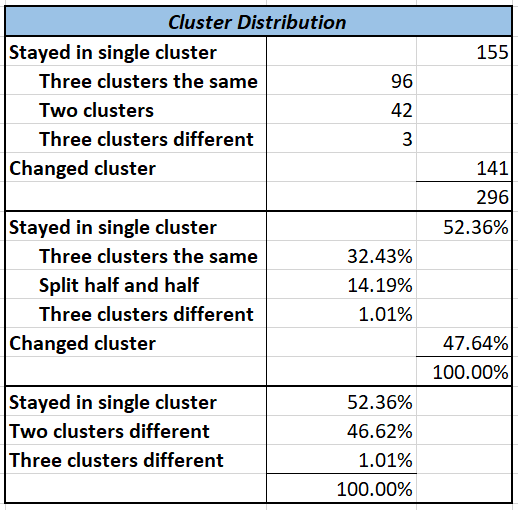 Cluster Distribution
Stayed in single cluster 155
Three clusters the same 96
Two clusters 42
Three clusters different 3
Changed cluster 141
296
Stayed in single cluster 52.36%
Three clusters the same 32.43%
Split half and half 14.19%
Three clusters different 1.01%
Changed cluster 47.64%
100.00%
Stayed in single cluster 52.36%
Two clusters different 46.62%
Three clusters different 1.01%
100.00%